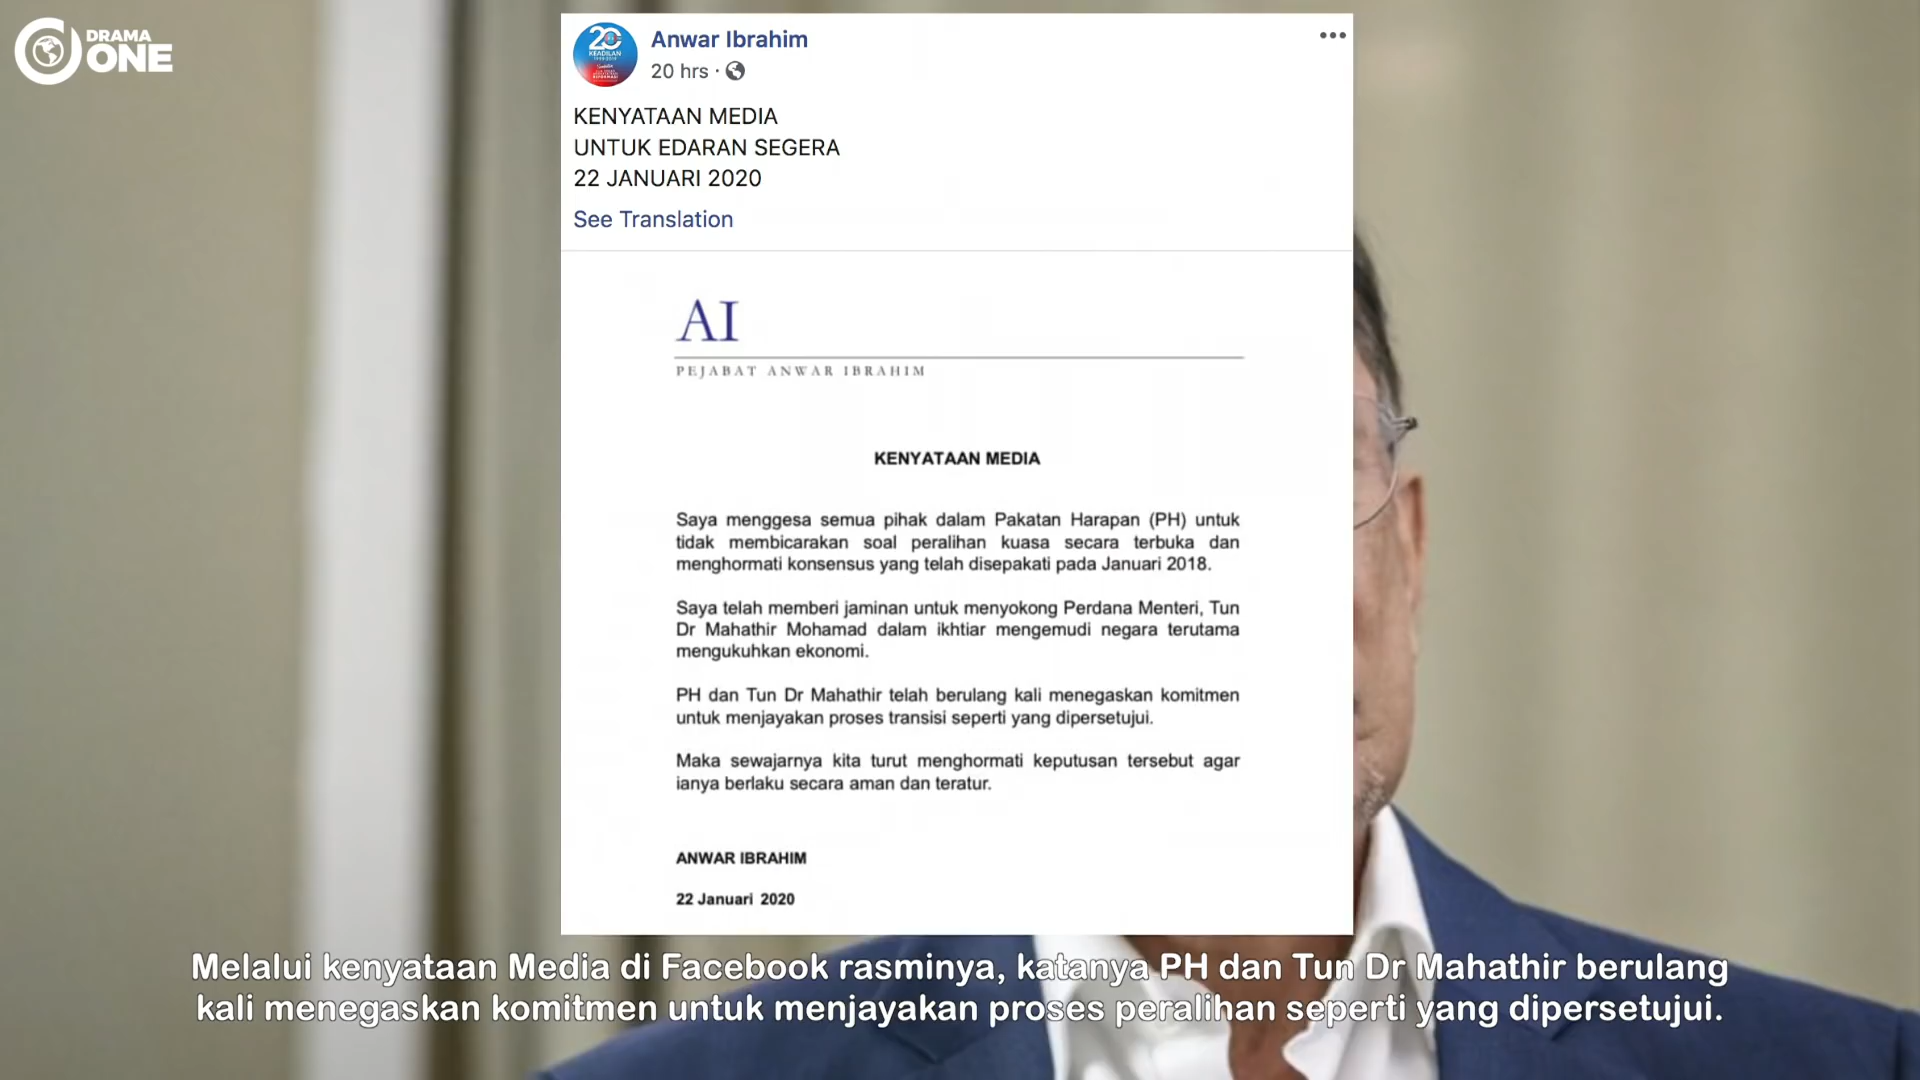 DRAMA
ONE
20
KEADILAN
Anwar Ibrahim
20 hrs ·
KENYATAAN MEDIA
UNTUK EDARAN SEGERA
22 JANUARI 2020
See Translation
AI
PEJABAT ANWAR IBRAHIM
KENYATAAN MEDIA
Saya menggesa semua pihak dalam Pakatan Harapan (PH) untuk
tidak membicarakan soal peralihan kuasa secara terbuka dan
menghormati konsensus yang telah disepakati pada Januari 2018.
Saya telah memberi jaminan untuk menyokong Perdana Menteri, Tun
Dr Mahathir Mohamad dalam ikhtiar mengemudi negara terutama
mengukuhkan ekonomi.
PH dan Tun Dr Mahathir telah berulang kali menegaskan komitmen
untuk menjayakan proses transisi seperti yang dipersetujui.
Maka sewajarnya kita turut menghormati keputusan tersebut agar
ianya berlaku secara aman dan teratur.
ANWAR IBRAHIM
22 Januari 2020
Melalui kenyataan Media di Facebook rasminya, katanya PH dan Tun Dr Mahathir berulang
kali menegaskan komitmen untuk menjayakan proses peralihan seperti yang dipersetujui.